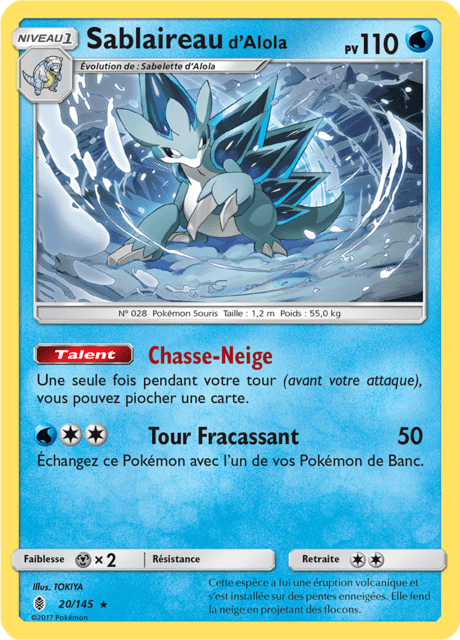 NIVEAU 1
Sablaireau d'Alola
PV 110
Évolution de : Sabelette d'Alola
N° 028 Pokémon Souris Taille : 1,2 m Poids : 55,0 kg
Talent Chasse-Neige
Une seule fois pendant votre tour (avant votre attaque),
vous pouvez piocher une carte.
Tour Fracassant 50
Échangez ce Pokémon avec l'un de vos Pokémon de Banc.
Faiblesse × 2 Résistance Retraite
Illus. TOKIYA
20/145 ★
©2017 Pokémon
Cette espèce a fui une éruption volcanique et
s'est installée sur des pentes enneigées. Elle fend
la neige en projetant des flocons.